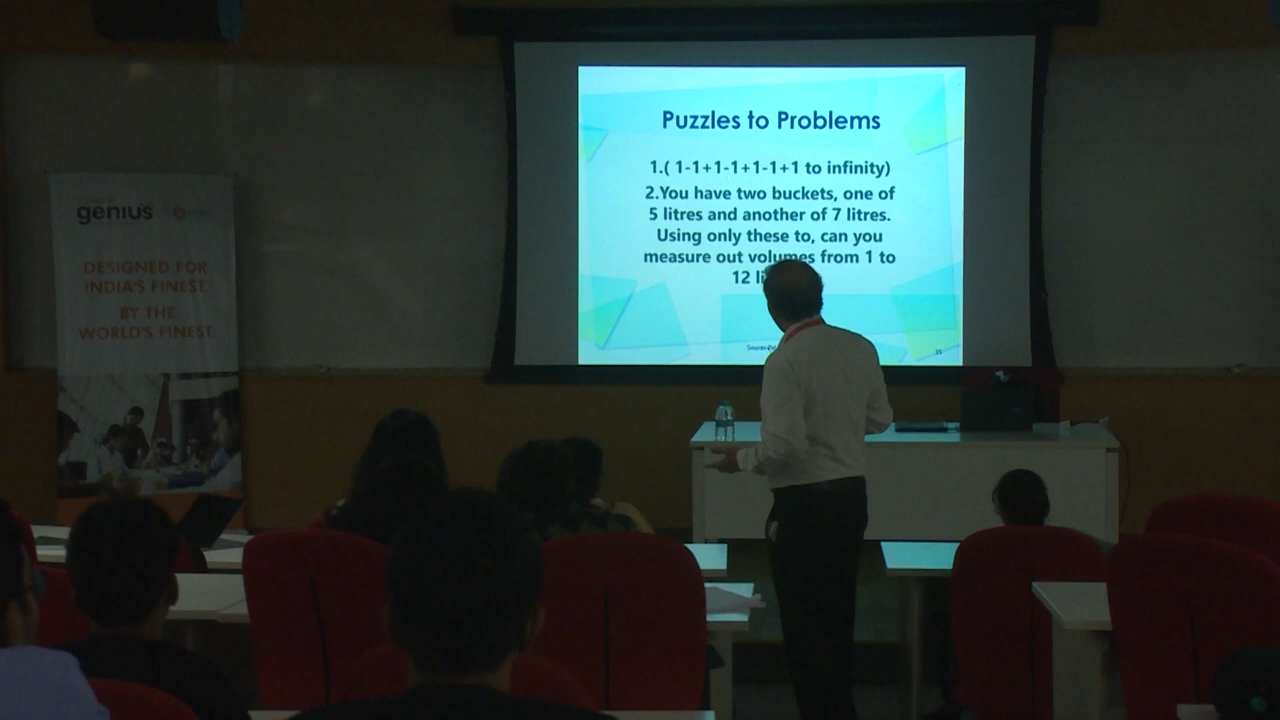 Puzzles to Problems
1.( 1-1+1-1+1-1+1 to infinity)
2.You have two buckets, one of
5 litres and another of 7 litres.
Using only these to, can you
measure out volumes from 1 to
12 li
genius
DESIGNED FOR
INDIA'S FINEST.
BY THE
WORLD'S FINEST.